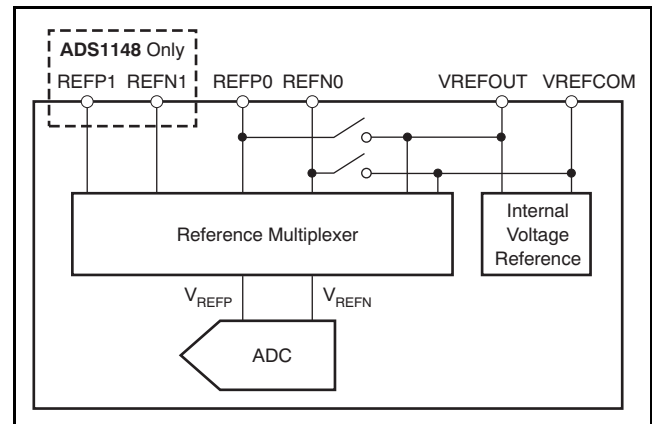 ADS1148 Only
REFP1 REFN1 REFP0 REFN0 VREFOUT VREFCOM
Reference Multiplexer
Internal
Voltage
Reference
VREFP VREFN
ADC